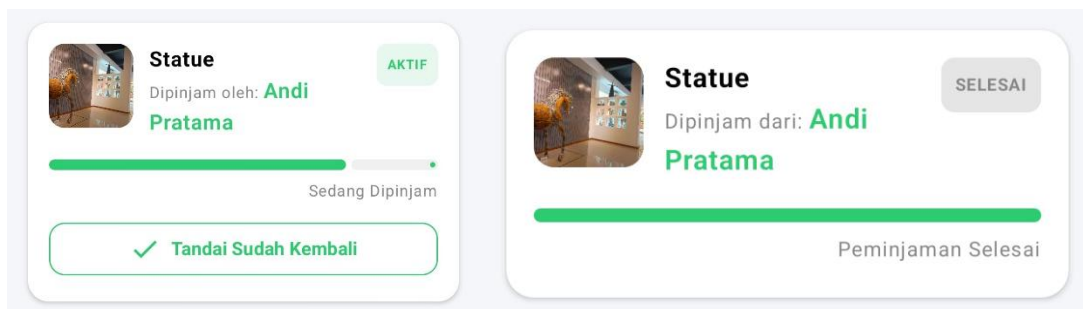 Statue
AKTIF
Dipinjam oleh: Andi
Pratama
Sedang Dipinjam
Tandai Sudah Kembali
Statue
SELESAI
Dipinjam dari: Andi
Pratama
Peminjaman Selesai